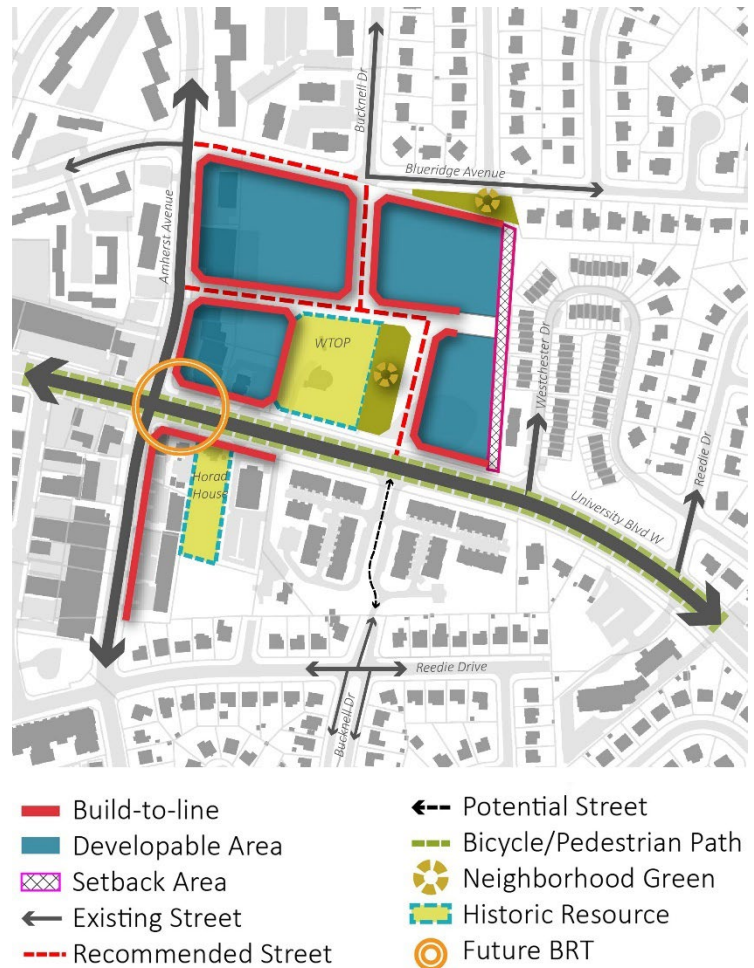 Bucknell Dr
Blueridge Avenue
Amherst Avenue
WTOP
Westchester Dr
Reedie Dr
Horad
House
University Blvd W
Reedie Drive
Bucknell Dr
Build-to-line
Developable Area
Setback Area
Existing Street
Recommended Street
Potential Street
Bicycle/Pedestrian Path
Neighborhood Green
Historic Resource
Future BRT